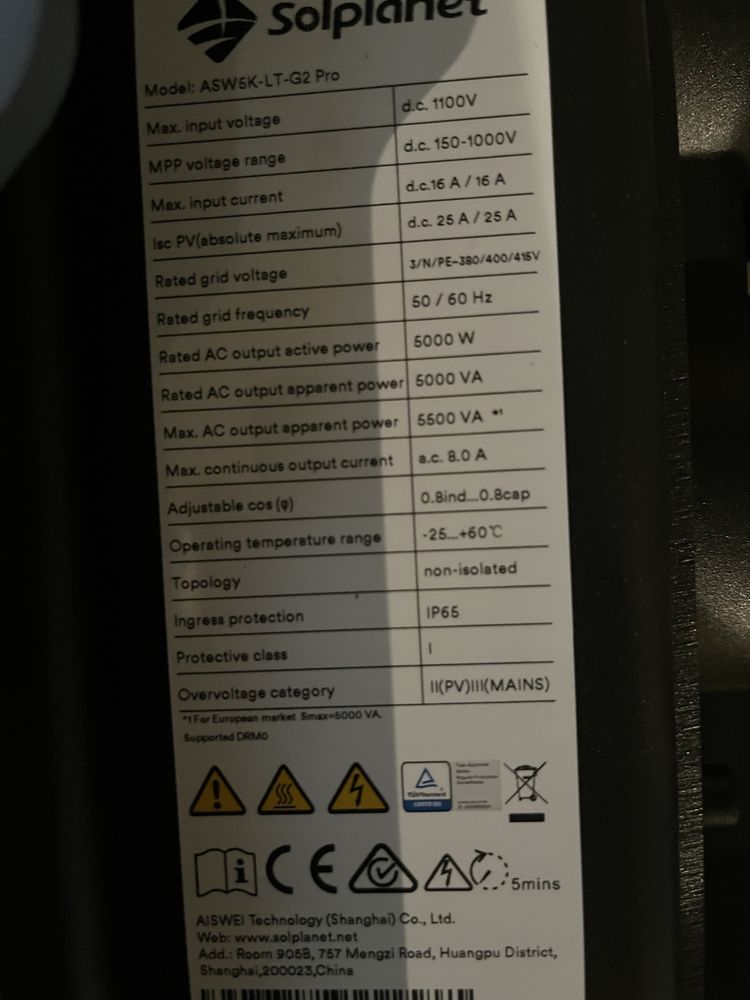 Solplanet
Model: ASW5K-LT-G2 Pro
Max. input voltage d.c. 1100V
MPP voltage range d.c. 150-1000V
Max. input current d.c.16 A / 16 A
Isc PV(absolute maximum) d.c. 25 A / 25 A
Rated grid voltage 3/N/PE-380/400/415V
Rated grid frequency 50 / 60 Hz
Rated AC output active power 5000 W
Rated AC output apparent power 5000 VA
Max. AC output apparent power 5500 VA *1
Max. continuous output current a.c. 8.0 A
Adjustable cos (φ) 0.8ind...0.8cap
Operating temperature range -25...+60℃
Topology non-isolated
Ingress protection IP65
Protective class I
Overvoltage category II(PV)III(MAINS)
*1 For European market Smax=5000 VA.
Supported DRM0
TÜVRheinland
CERTIFIED
Type Approved
CE
5mins
AISWEI Technology (Shanghai) Co., Ltd.
Web: www.solplanet.net
Add.: Room 905B, 757 Mengzi Road, Huangpu District,
Shanghai,200023,China